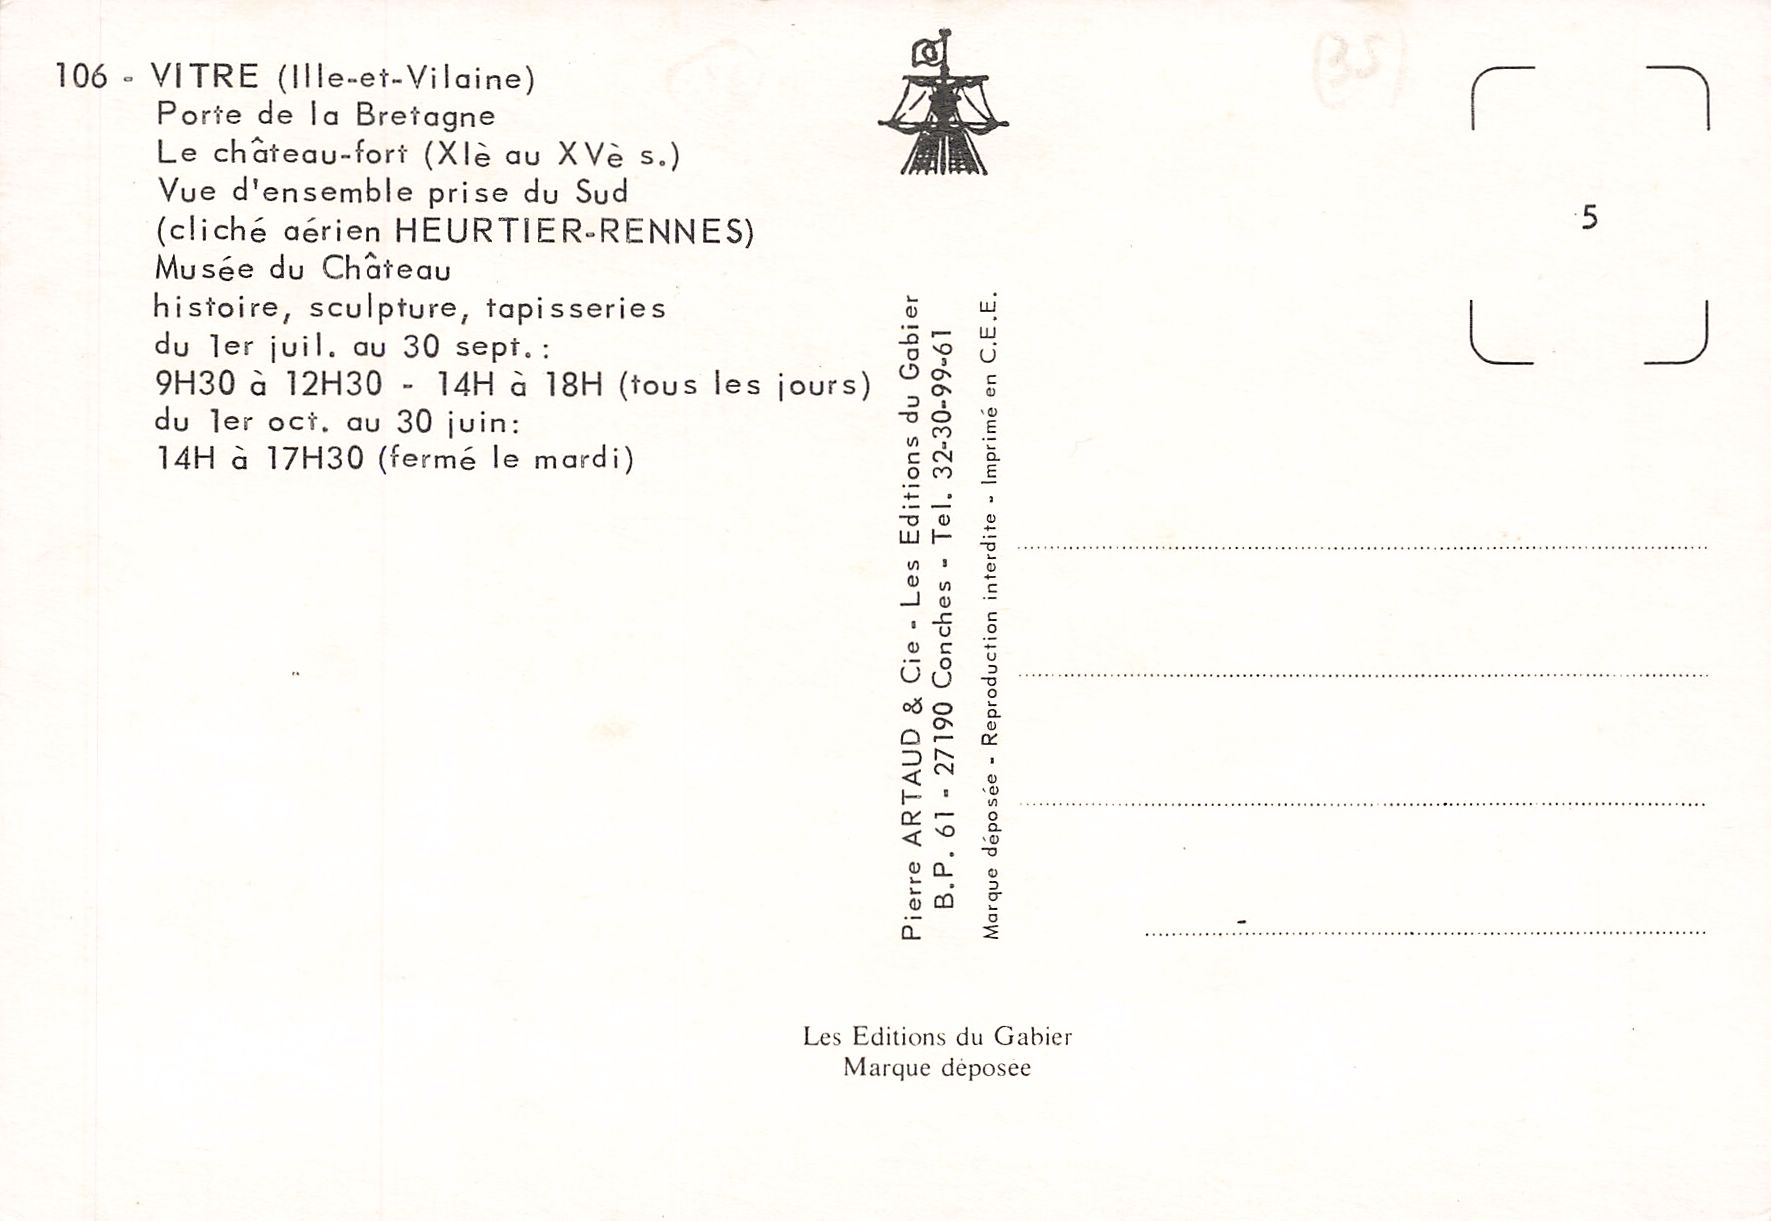 106 - VITRE (Ille-et-Vilaine)
Porte de la Bretagne
Le château-fort (XIè au XVè s.)
Vue d'ensemble prise du Sud
(cliché aérien HEURTIER-RENNES)
Musée du Château
histoire, sculpture, tapisseries
du 1er juil. au 30 sept. :
9H30 à 12H30 - 14H à 18H (tous les jours)
du 1er oct. au 30 juin:
14H à 17H30 (fermé le mardi)
Pierre ARTAUD & Cie - Les Editions du Gabier
B.P. 61 - 27190 Conches - Tel. 32-30-99-61
Marque déposée - Reproduction interdite - Imprimé en C.E.E.
5
Les Editions du Gabier
Marque déposée